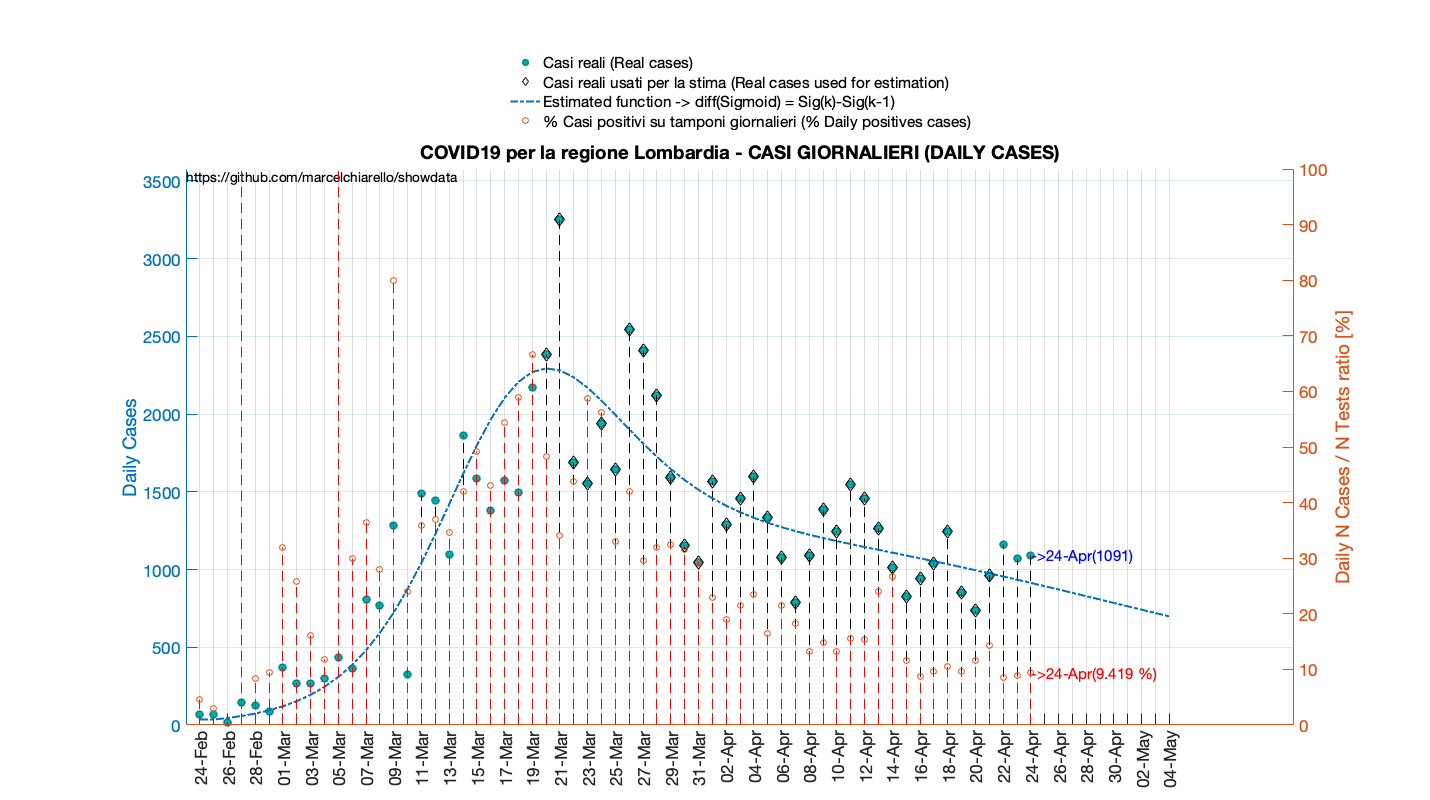 Casi reali (Real cases)
Casi reali usati per la stima (Real cases used for estimation)
Estimated function -> diff(Sigmoid) = Sig(k)-Sig(k-1)
% Casi positivi su tamponi giornalieri (% Daily positives cases)
COVID19 per la regione Lombardia - CASI GIORNALIERI (DAILY CASES)
https://github.com/marcelchiarello/showdata
3500
3000
2500
2000
1500
1000
500
0
Daily Cases
100
90
80
70
60
50
40
30
20
10
0
Daily N Cases / N Tests ratio [%]
->24-Apr(1091)
->24-Apr(9.419 %)
24-Feb
26-Feb
28-Feb
01-Mar
03-Mar
05-Mar
07-Mar
09-Mar
11-Mar
13-Mar
15-Mar
17-Mar
19-Mar
21-Mar
23-Mar
25-Mar
27-Mar
29-Mar
31-Mar
02-Apr
04-Apr
06-Apr
08-Apr
10-Apr
12-Apr
14-Apr
16-Apr
18-Apr
20-Apr
22-Apr
24-Apr
26-Apr
28-Apr
30-Apr
02-May
04-May